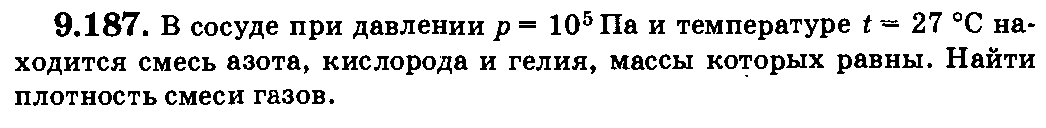 9.187. В сосуде при давлении p = 10⁵ Па и температуре t = 27 °С на-
ходится смесь азота, кислорода и гелия, массы которых равны. Найти
плотность смеси газов.